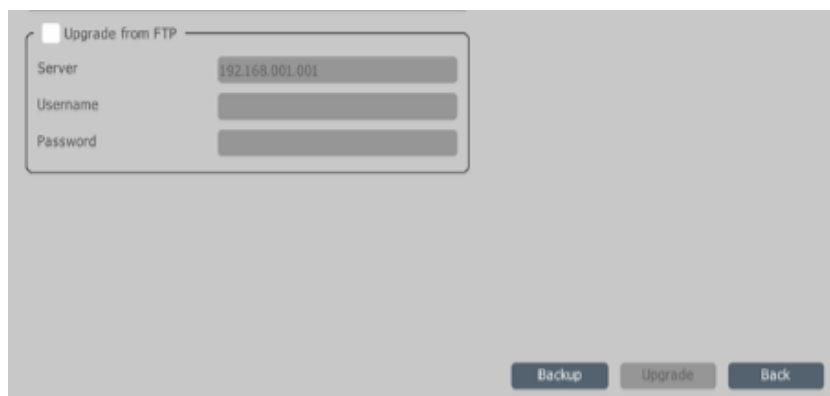 Upgrade from FTP
Server 192.168.001.001
Username
Password
Backup Upgrade Back